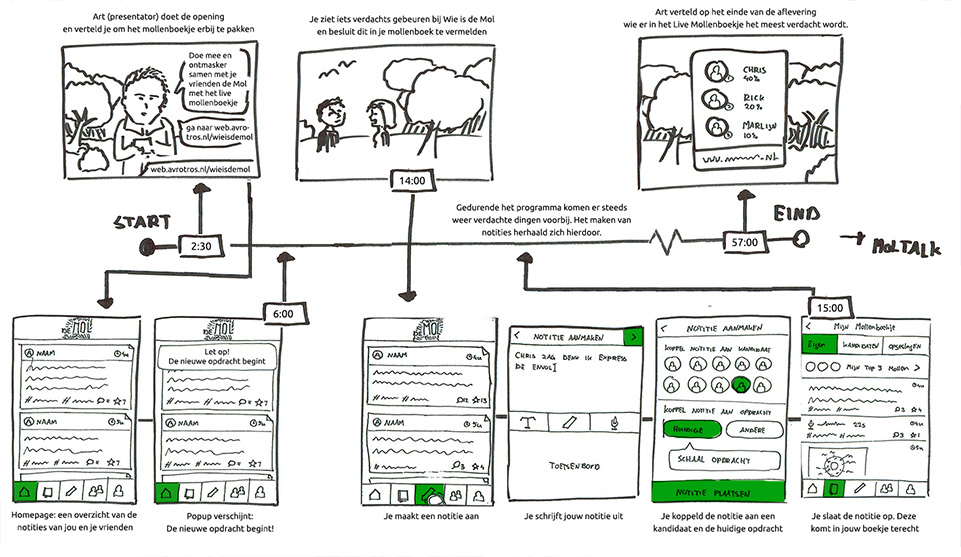 Art (presentator) doet de opening
en verteld je om het mollenboekje erbij te pakken
Doe mee en
ontmasker
samen met je
vrienden de Mol
met het live
mollenboekje
ga naar web.avro-
tros.nl/wieisdemol
web.avrotros.nl/wieisdemol
Je ziet iets verdachts gebeuren bij Wie is de Mol
en besluit dit in je mollenboek te vermelden
Art verteld op het einde van de aflevering
wie er in het Live Mollenboekje het meest verdacht wordt.
CHRIS
40%
RICK
20%
MARLIJN
10%
.NL
14:00
START
2:30
Gedurende het programma komen er steeds
weer verdachte dingen voorbij. Het maken van
notities herhaald zich hierdoor.
57:00
EIND
MOLTALK
6:00
15:00
MOL
NAAM
NAAM
Homepage: een overzicht van de
notities van jou en je vrienden
MOL
Let op!
De nieuwe opdracht begint
NAAM
Popup verschijnt:
De nieuwe opdracht begint!
MOL
NAAM
NAAM
Je maakt een notitie aan
< NOTITIE AANMAKEN >
CHRIS ZAG DENK IK EXPRESS
DE ENVOL
T
TOETSENBORD
Je schrijft jouw notitie uit
< NOTITIE AANMAKEN
KOPPEL NOTITIE AAN KANDIDAAT
KOPPEL NOTITIE AAN OPDRACHT
HUIDIGE
ANDERE
SCHAAL OPDRACHT
NOTITIE PLAATSEN
Je koppeld de notitie aan een
kandidaat en de huidige opdracht
< MIJN Mollenboekje
Eigen
KANDIDATEN
MIJN TOP 3 Mollen >
22s
Je slaat de notitie op. Deze
komt in jouw boekje terecht